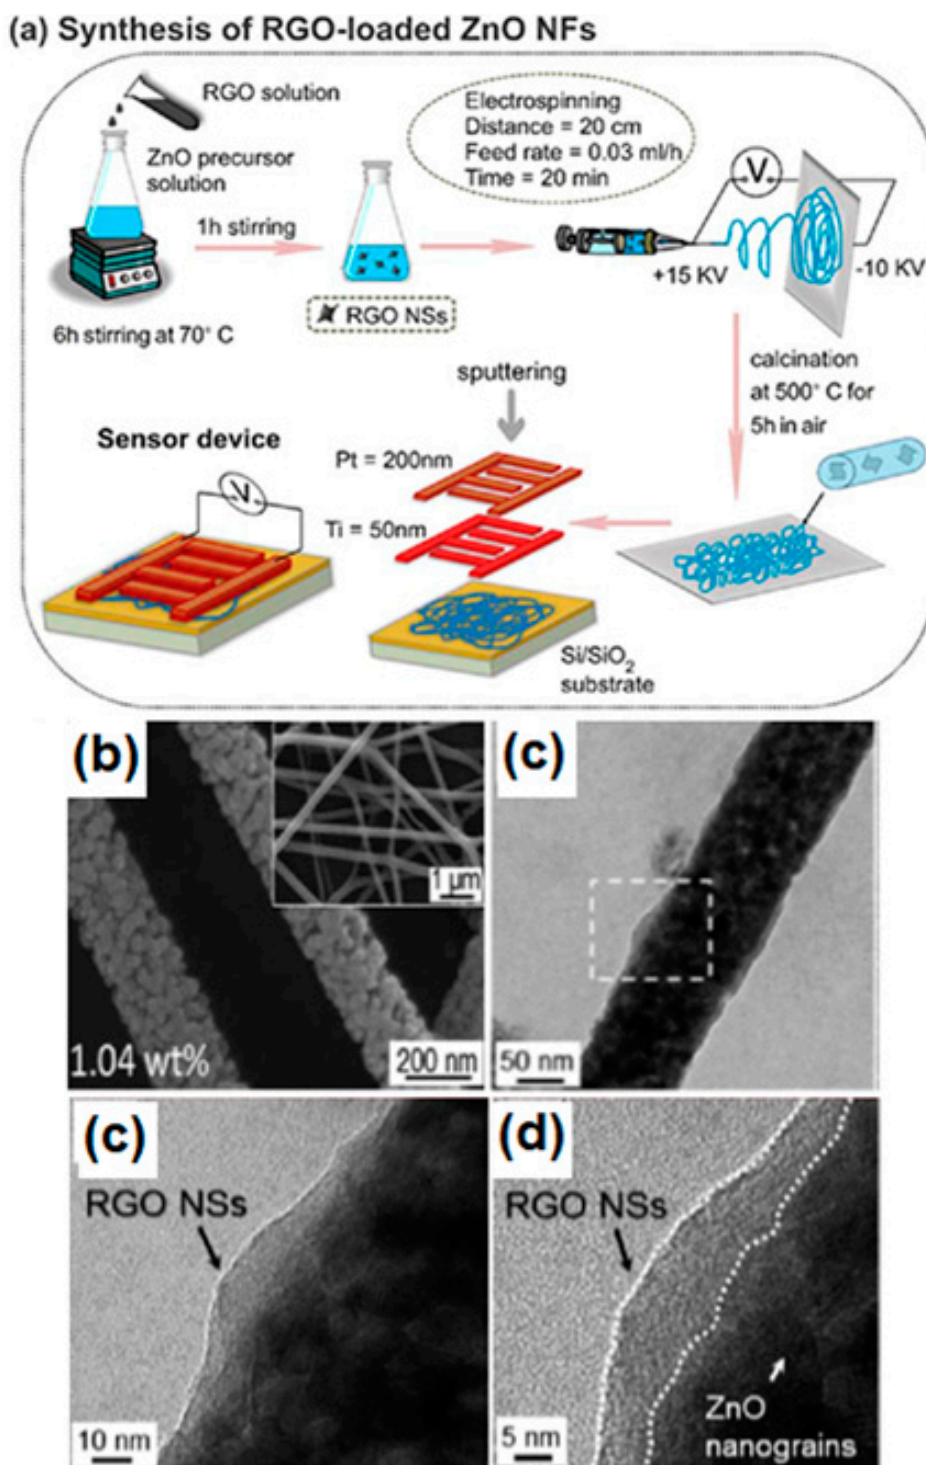 (a) Synthesis of RGO-loaded ZnO NFs
RGO solution
ZnO precursor
solution
6h stirring at 70° C
1h stirring
RGO NSs
Electrospinning
Distance = 20 cm
Feed rate = 0.03 ml/h
Time = 20 min
V
+15 KV
-10 KV
calcination
at 500° C for
5h in air
sputtering
Pt = 200nm
Ti = 50nm
Si/SiO₂
substrate
Sensor device
V
(b)
1 μm
1.04 wt%
200 nm
(c)
50 nm
(c)
RGO NSs
10 nm
(d)
RGO NSs
ZnO
nanograins
5 nm